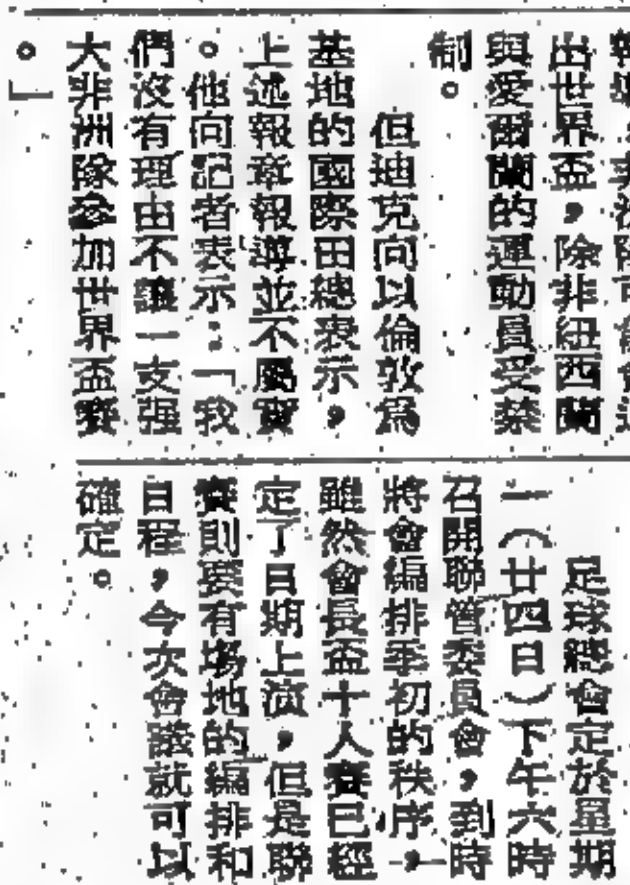 出世界盃，除非紐西蘭
與愛爾蘭的運動員受禁
制。
但迪克向以倫敦爲
基地的國際田總表示，
上述報章報導並不屬實
。他向記者表示：「我
們沒有理由不讓一支强
大非洲隊參加世界盃賽
。」
足球總會定於星期
一（廿四日）下午六時
召開聯管委員會，到時
將會編排季初的秩序，
雖然會長盃十人賽已經
定了日期上演，但是聯
賽則要有塲地的編排和
日程，今次會議就可以
確定。